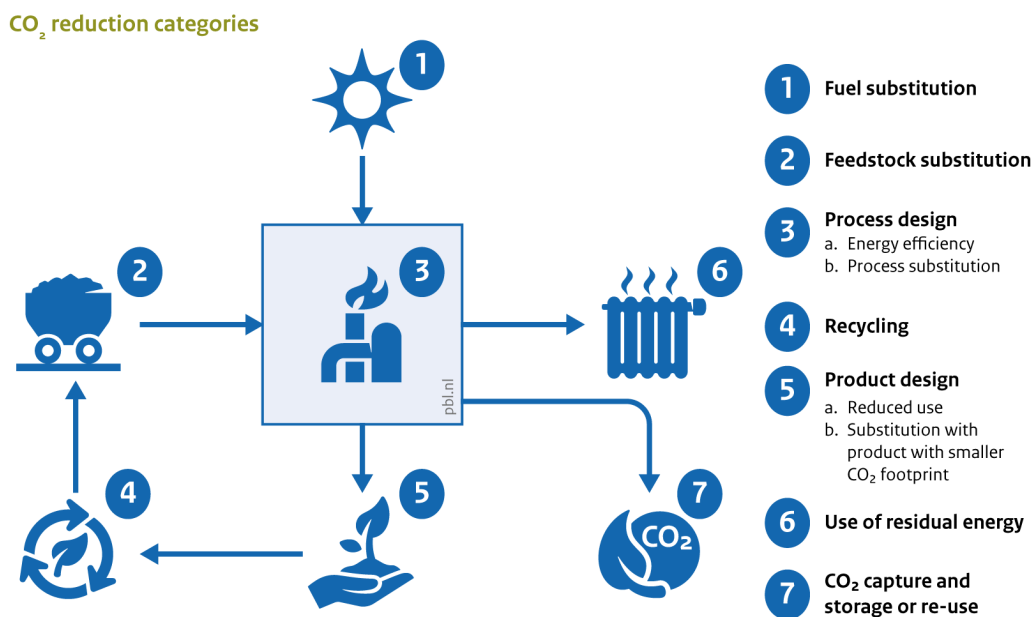 CO₂ reduction categories
1
2
3
pbl.nl
6
4
5
7
CO₂
1 Fuel substitution
2 Feedstock substitution
3 Process design
a. Energy efficiency
b. Process substitution
4 Recycling
5 Product design
a. Reduced use
b. Substitution with
product with smaller
CO₂ footprint
6 Use of residual energy
7 CO₂ capture and
storage or re-use